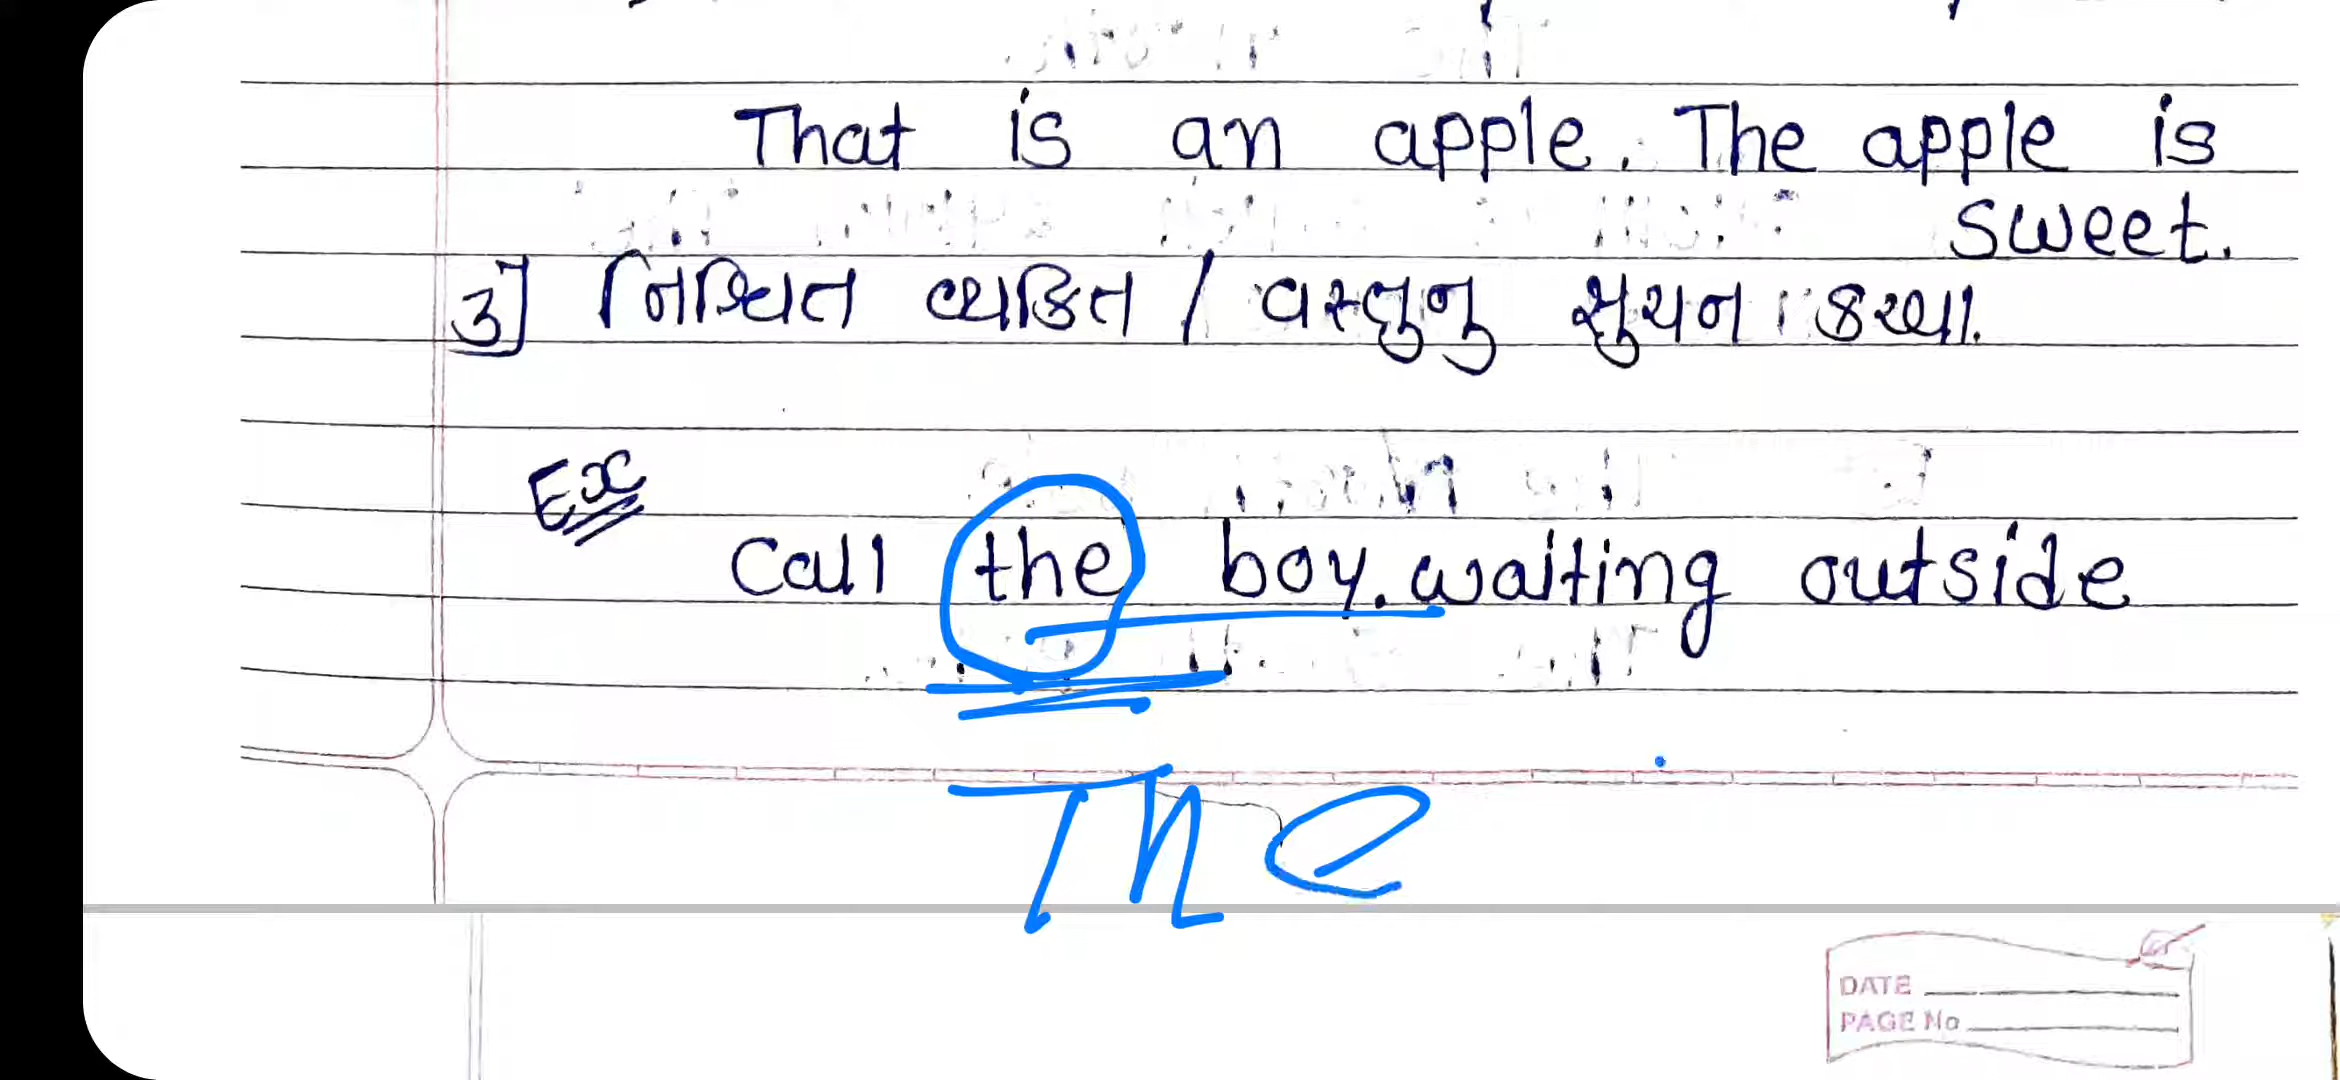 That is an apple. The apple is
sweet.
3] નિશ્ચિત વ્યકિત / વસ્તુનુ સુચન કરવા.
Ex
Call the boy. waiting outside
The
DATE
PAGE No